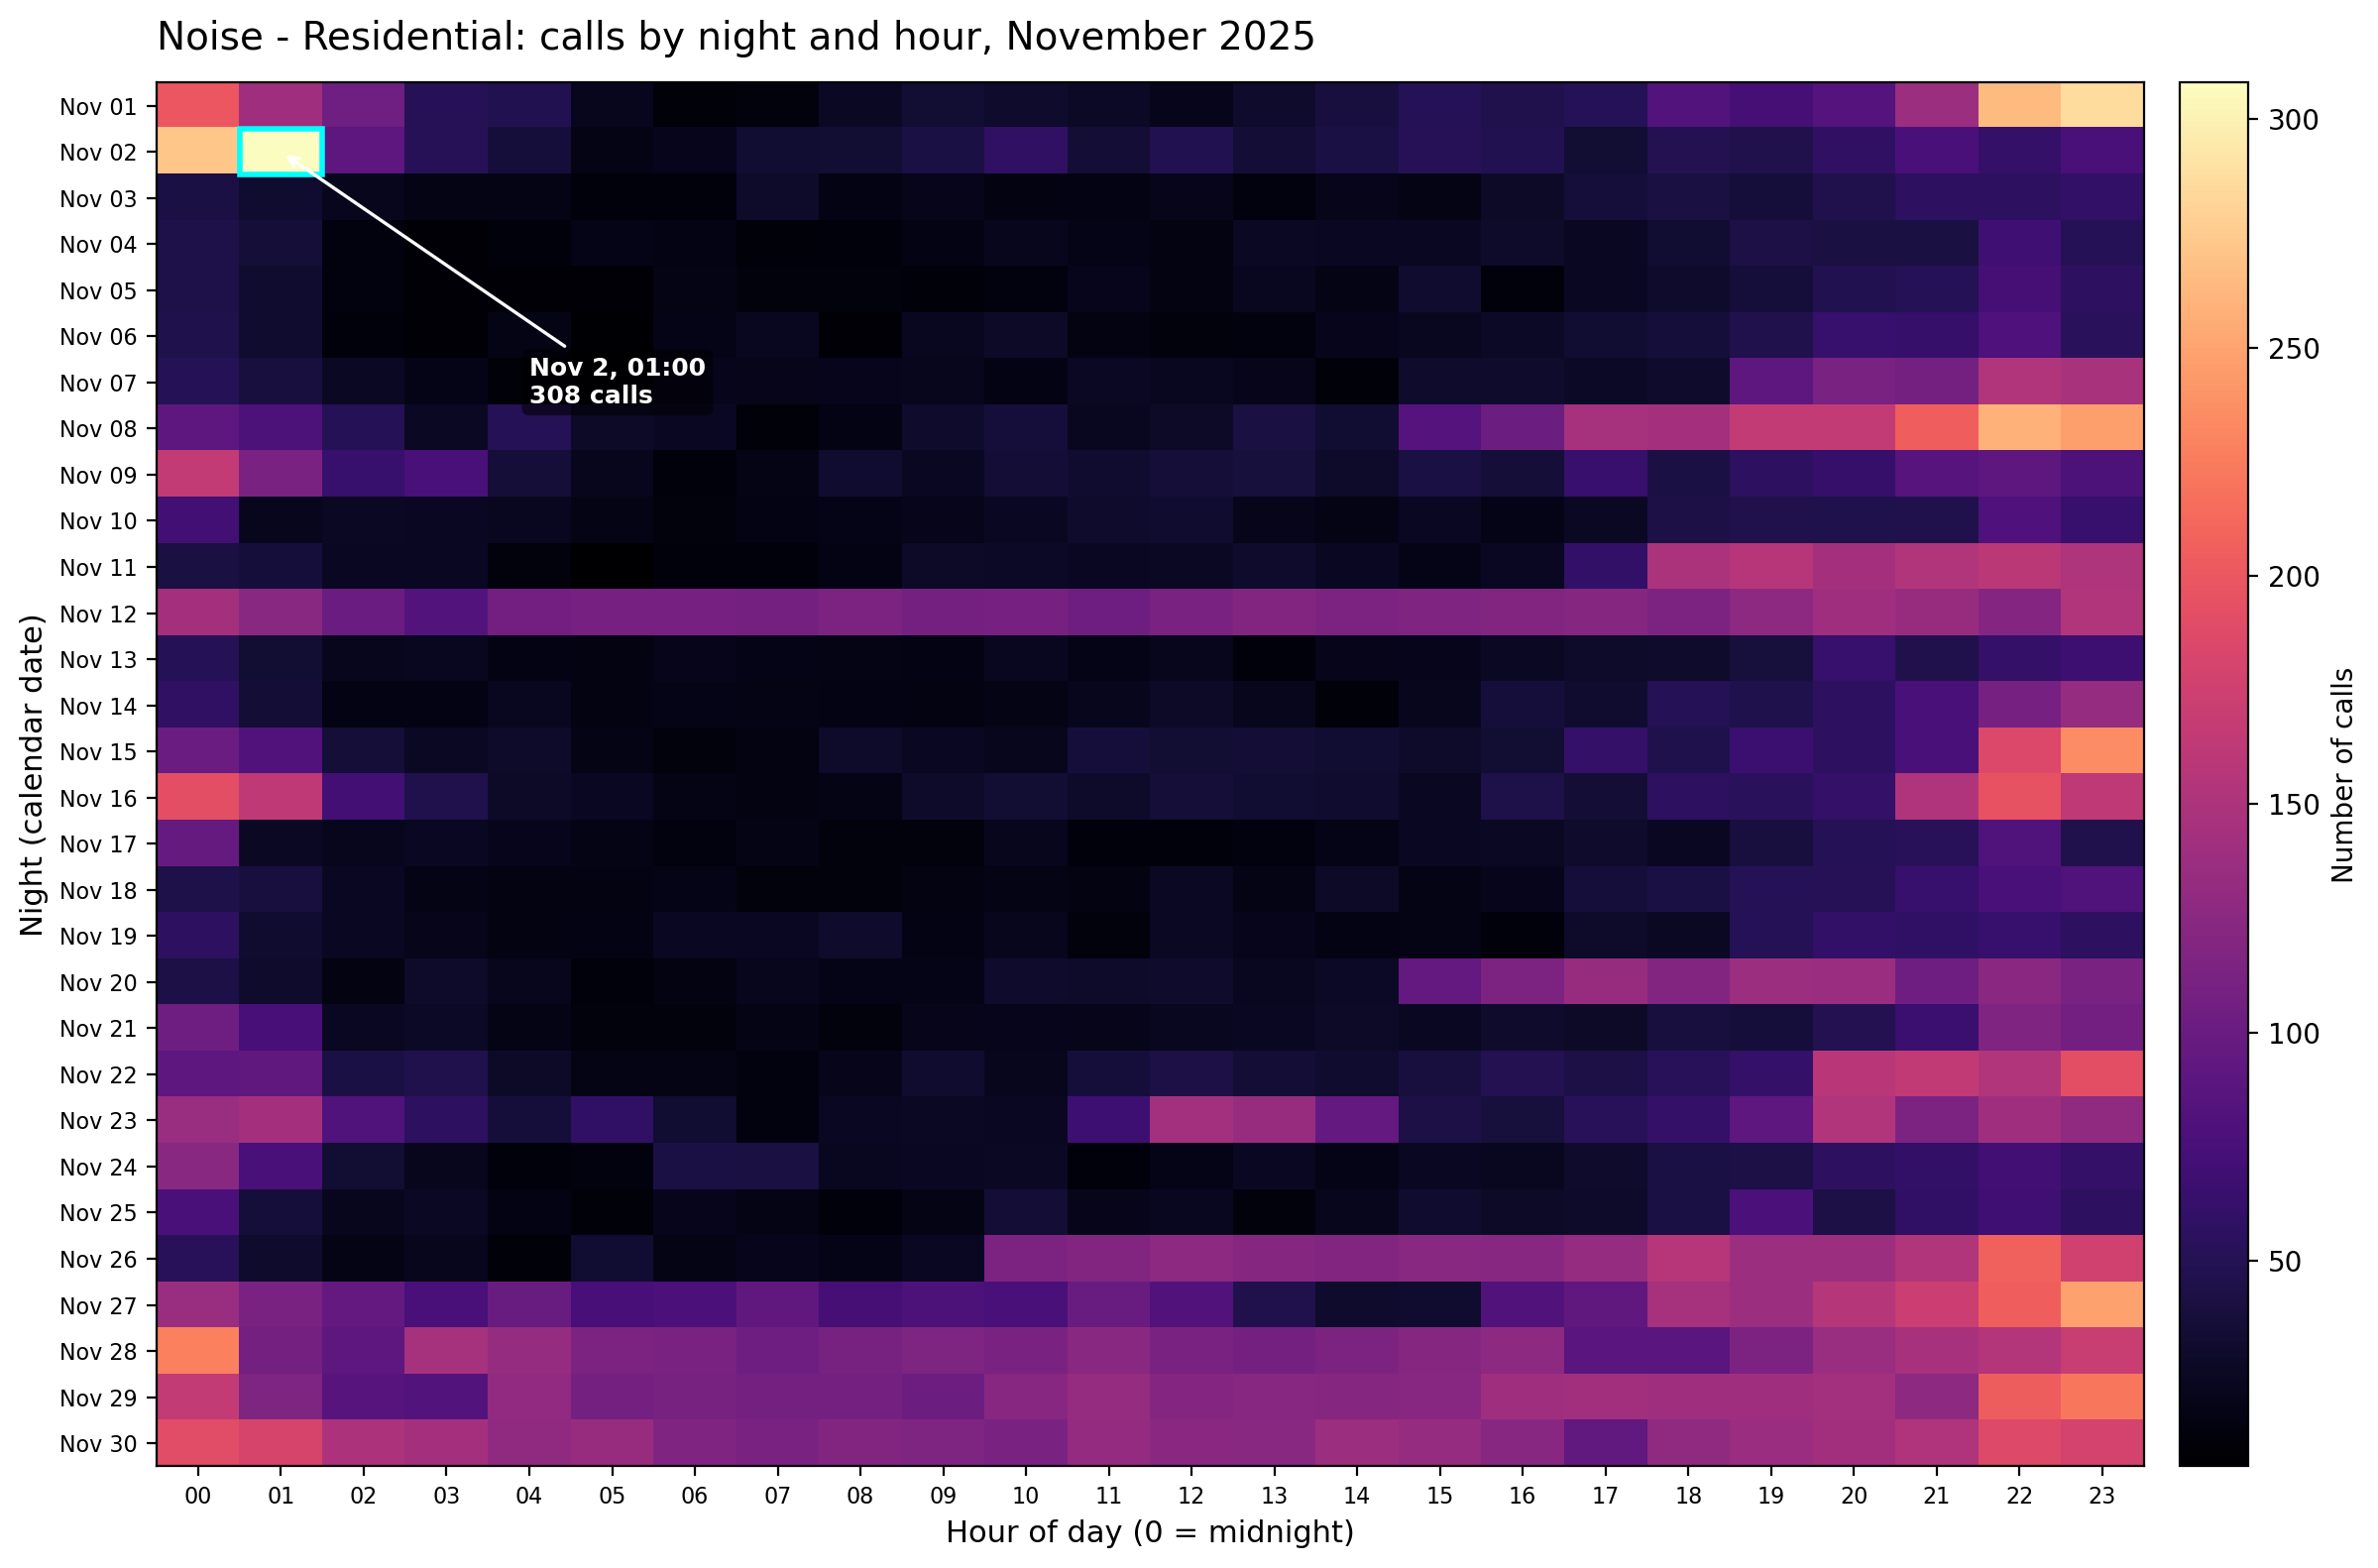 Noise - Residential: calls by night and hour, November 2025
Night (calendar date)
Nov 01
Nov 02
Nov 03
Nov 04
Nov 05
Nov 06
Nov 07
Nov 08
Nov 09
Nov 10
Nov 11
Nov 12
Nov 13
Nov 14
Nov 15
Nov 16
Nov 17
Nov 18
Nov 19
Nov 20
Nov 21
Nov 22
Nov 23
Nov 24
Nov 25
Nov 26
Nov 27
Nov 28
Nov 29
Nov 30
Nov 2, 01:00
308 calls
00 01 02 03 04 05 06 07 08 09 10 11 12 13 14 15 16 17 18 19 20 21 22 23
Hour of day (0 = midnight)
300
250
200
150
100
50
Number of calls